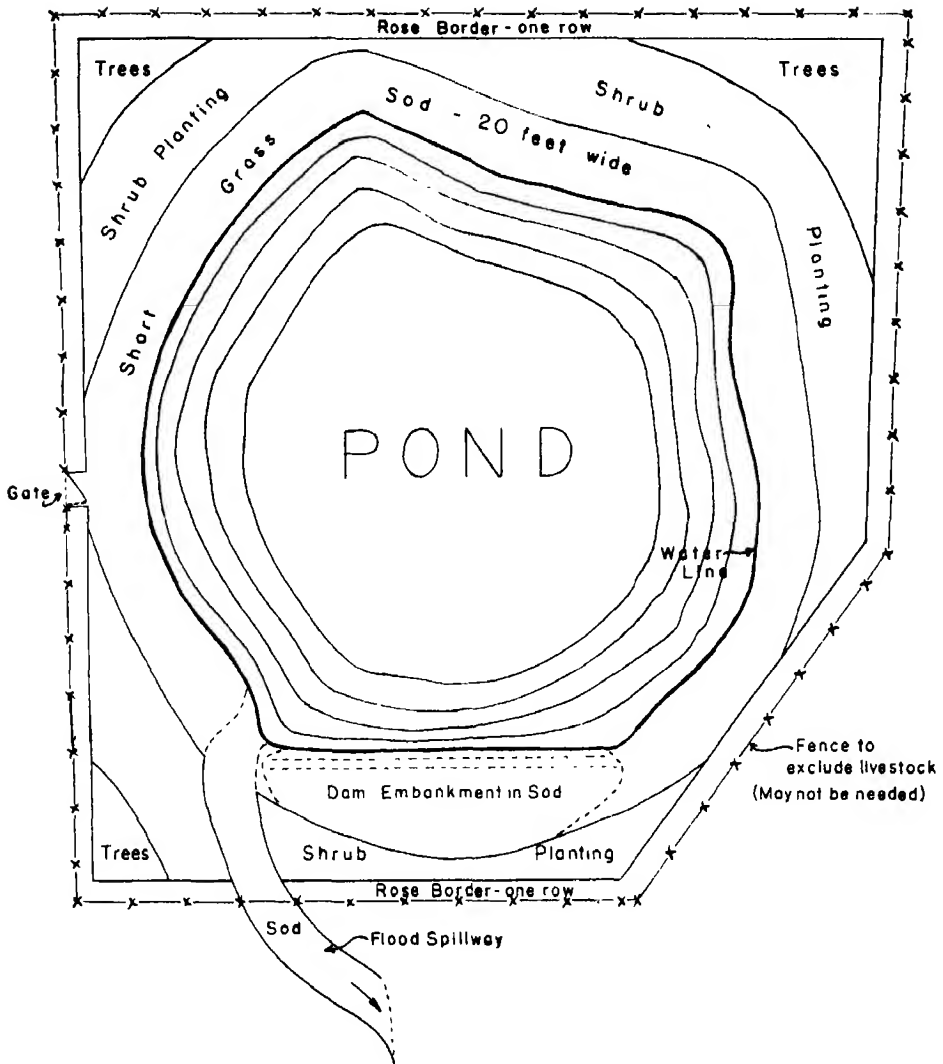 Rose Border-one row
Trees
Trees
Shrub Planting
Shrub
Planting
Short Grass Sod - 20 feet wide
POND
Gate
Water
Line
Fence to
exclude livestock
(May not be needed)
Dam Embankment in Sod
Trees
Shrub Planting
Rose Border-one row
Sod
Flood Spillway